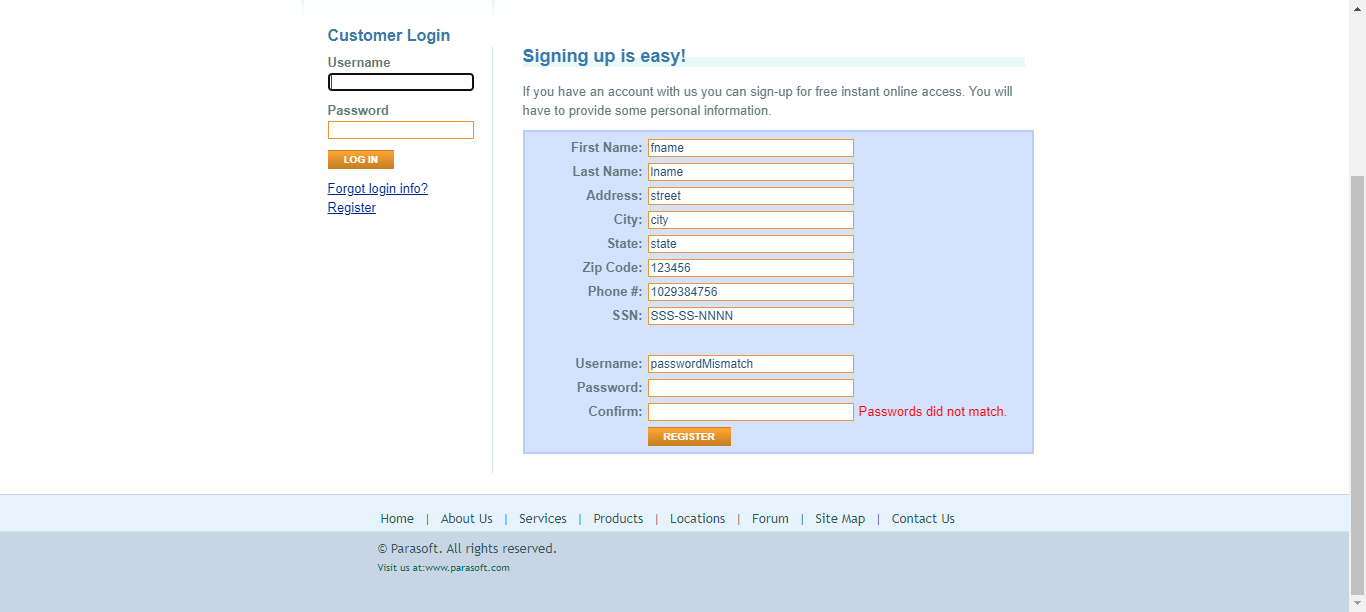 Customer Login
Username
Password
LOG IN
Forgot login info?
Register
Signing up is easy!
If you have an account with us you can sign-up for free instant online access. You will
have to provide some personal information.
First Name: fname
Last Name: lname
Address: street
City: city
State: state
Zip Code: 123456
Phone #: 1029384756
SSN: SSS-SS-NNNN
Username: passwordMismatch
Password:
Confirm: Passwords did not match.
REGISTER
Home | About Us | Services | Products | Locations | Forum | Site Map | Contact Us
© Parasoft. All rights reserved.
Visit us at:www.parasoft.com